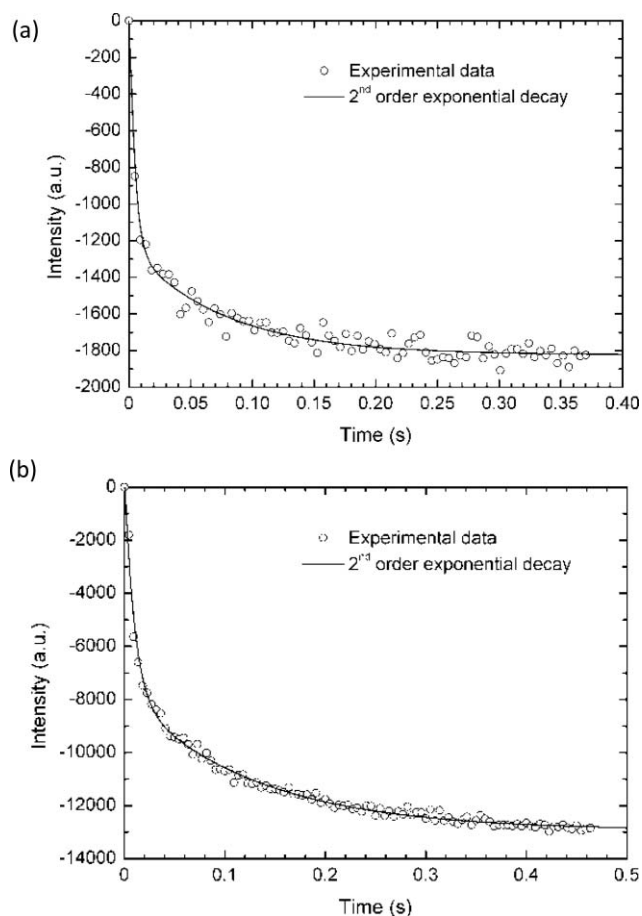 (a)
0
-200
-400
-600
-800
-1000
-1200
-1400
-1600
-1800
-2000
Intensity (a.u.)
Experimental data
2nd order exponential decay
0 0.05 0.10 0.15 0.20 0.25 0.30 0.35 0.40
Time (s)
(b)
0
-2000
-4000
-6000
-8000
-10000
-12000
-14000
Intensity (a.u.)
Experimental data
2nd order exponential decay
0 0.1 0.2 0.3 0.4 0.5
Time (s)